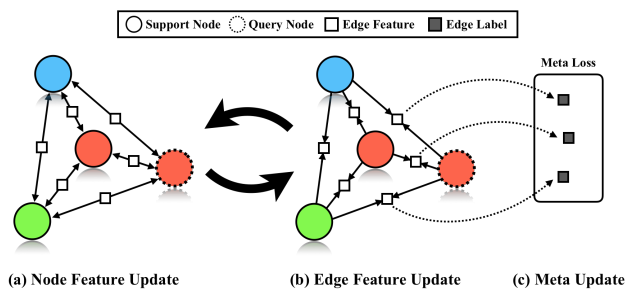 Support Node Query Node Edge Feature Edge Label
Meta Loss
(a) Node Feature Update (b) Edge Feature Update (c) Meta Update